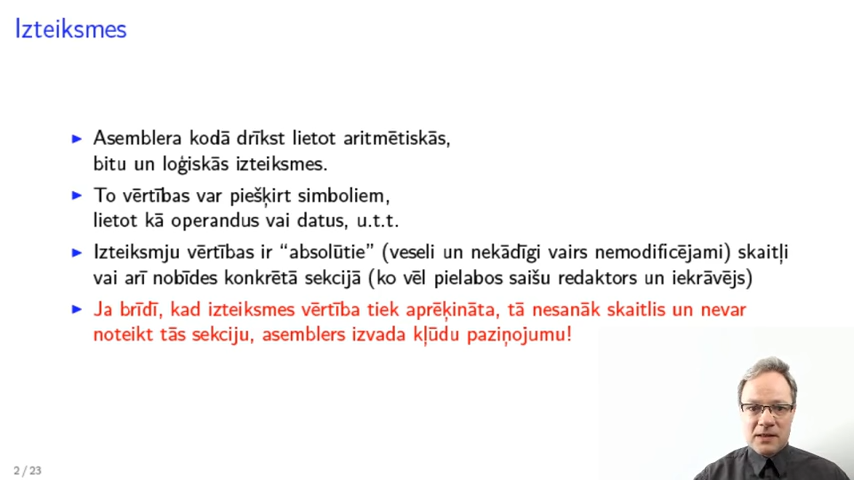 Izteiksmes
► Asemblera kodā drīkst lietot aritmētiskās,
bitu un loģiskās izteiksmes.
► To vērtības var piešķirt simboliem,
lietot kā operandus vai datus, u.t.t.
► Izteiksmju vērtības ir “absolūtie” (veseli un nekādīgi vairs nemodificējami) skaitļi
vai arī nobīdes konkrētā sekcijā (ko vēl pielabos saišu redaktors un iekrāvējs)
► Ja brīdī, kad izteiksmes vērtība tiek aprēķināta, tā nesanāk skaitlis un nevar
noteikt tās sekciju, asemblers izvada kļūdu paziņojumu!
2 / 23